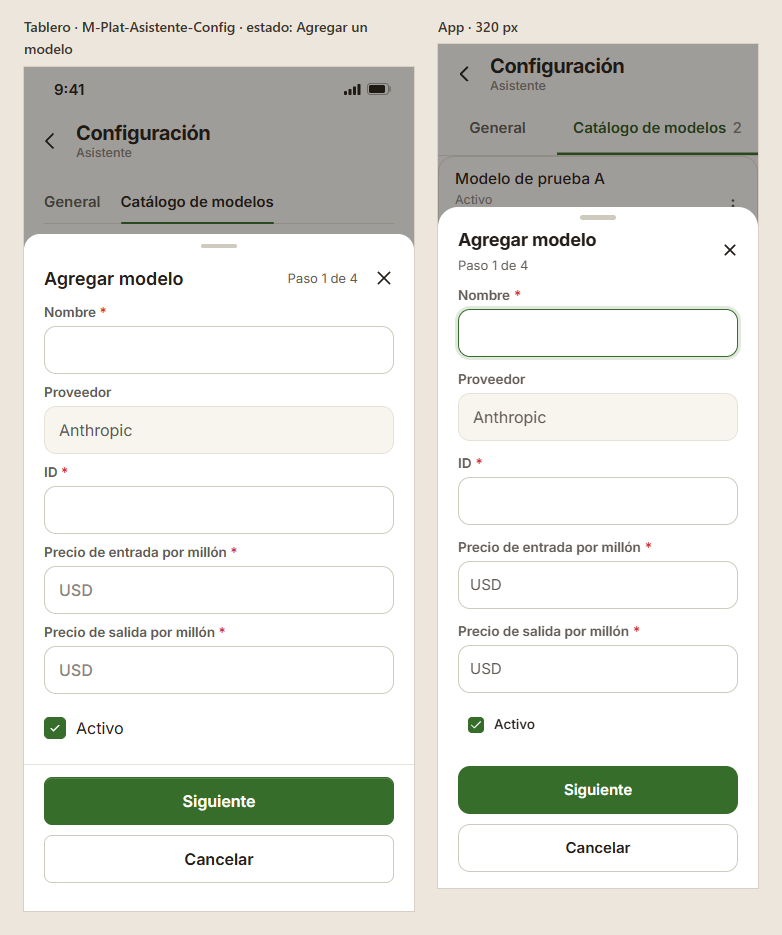 Tablero · M-Plat-Asistente-Config · estado: Agregar un
modelo
9:41
Configuración
Asistente
General
Catálogo de modelos
Agregar modelo
Paso 1 de 4
Nombre *
Proveedor
Anthropic
ID *
Precio de entrada por millón *
USD
Precio de salida por millón *
USD
Activo
Siguiente
Cancelar
App · 320 px
Configuración
Asistente
General
Catálogo de modelos 2
Modelo de prueba A
Activo
Agregar modelo
Paso 1 de 4
Nombre *
Proveedor
Anthropic
ID *
Precio de entrada por millón *
USD
Precio de salida por millón *
USD
Activo
Siguiente
Cancelar